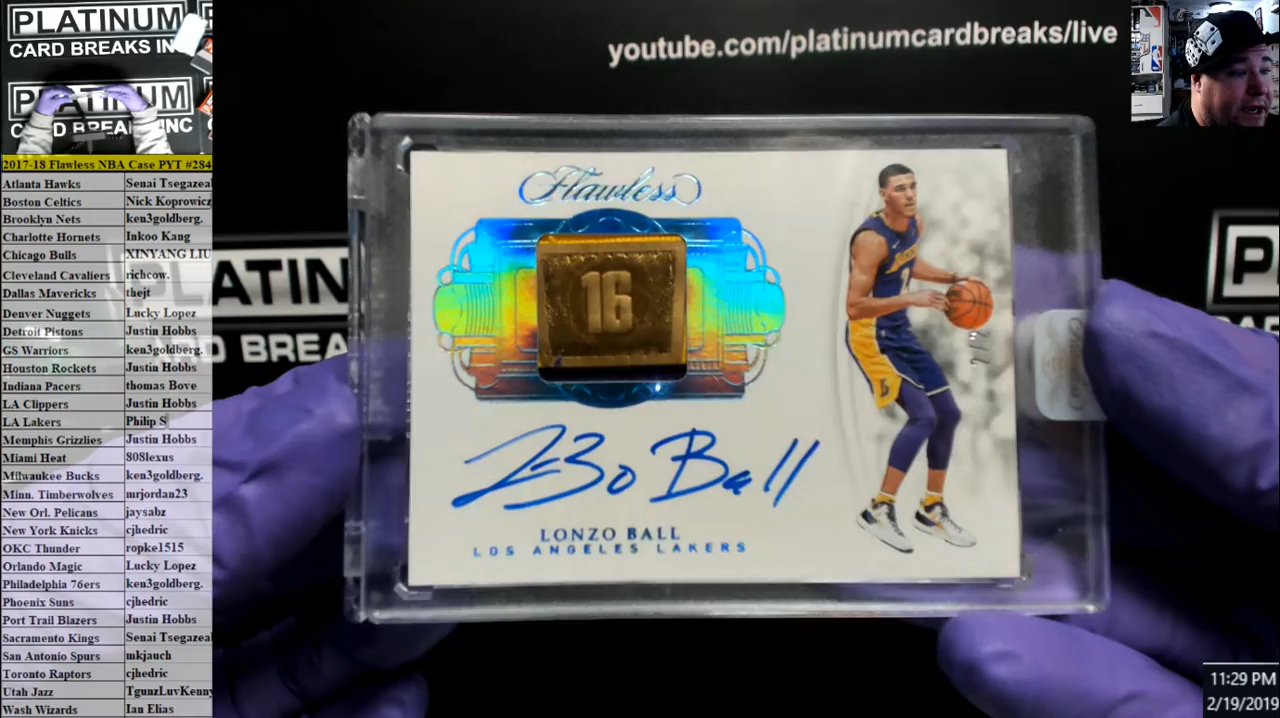 PLATINUM
CARD BREAKS INC
PLATINUM
CARD BREAKS INC
youtube.com/platinumcardbreaks/live
2017-18 Flawless NBA Case PYT #284
Atlanta Hawks Senai Tsegazeal
Boston Celtics Nick Koprowicz
Brooklyn Nets ken3goldberg.
Charlotte Hornets Inkoo Kang
Chicago Bulls XINYANG LIU
Cleveland Cavaliers richcow.
Dallas Mavericks thejt
Denver Nuggets Lucky Lopez
Detroit Pistons Justin Hobbs
GS Warriors ken3goldberg.
Houston Rockets Justin Hobbs
Indiana Pacers thomas Bove
LA Clippers Justin Hobbs
LA Lakers Philip S
Memphis Grizzlies Justin Hobbs
Miami Heat 808lexus
Milwaukee Bucks ken3goldberg.
Minn. Timberwolves mrjordan23
New Orl. Pelicans jaysabz
New York Knicks cjhedric
OKC Thunder ropke1515
Orlando Magic Lucky Lopez
Philadelphia 76ers ken3goldberg.
Phoenix Suns cjhedric
Port Trail Blazers Justin Hobbs
Sacramento Kings Senai Tsegazeal
San Antonio Spurs mkjauch
Toronto Raptors cjhedric
Utah Jazz TgunzLuvKenny
Wash Wizards Ian Elias
PLATIN
RD BREA
P
Flawless
16
Zo Ball
LONZO BALL
LOS ANGELES LAKERS
11:29 PM
2/19/2019